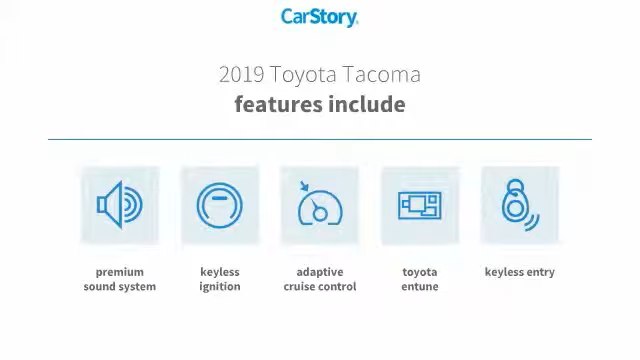 CarStory
2019 Toyota Tacoma
features include
premium
sound system
keyless
ignition
adaptive
cruise control
toyota
entune
keyless entry